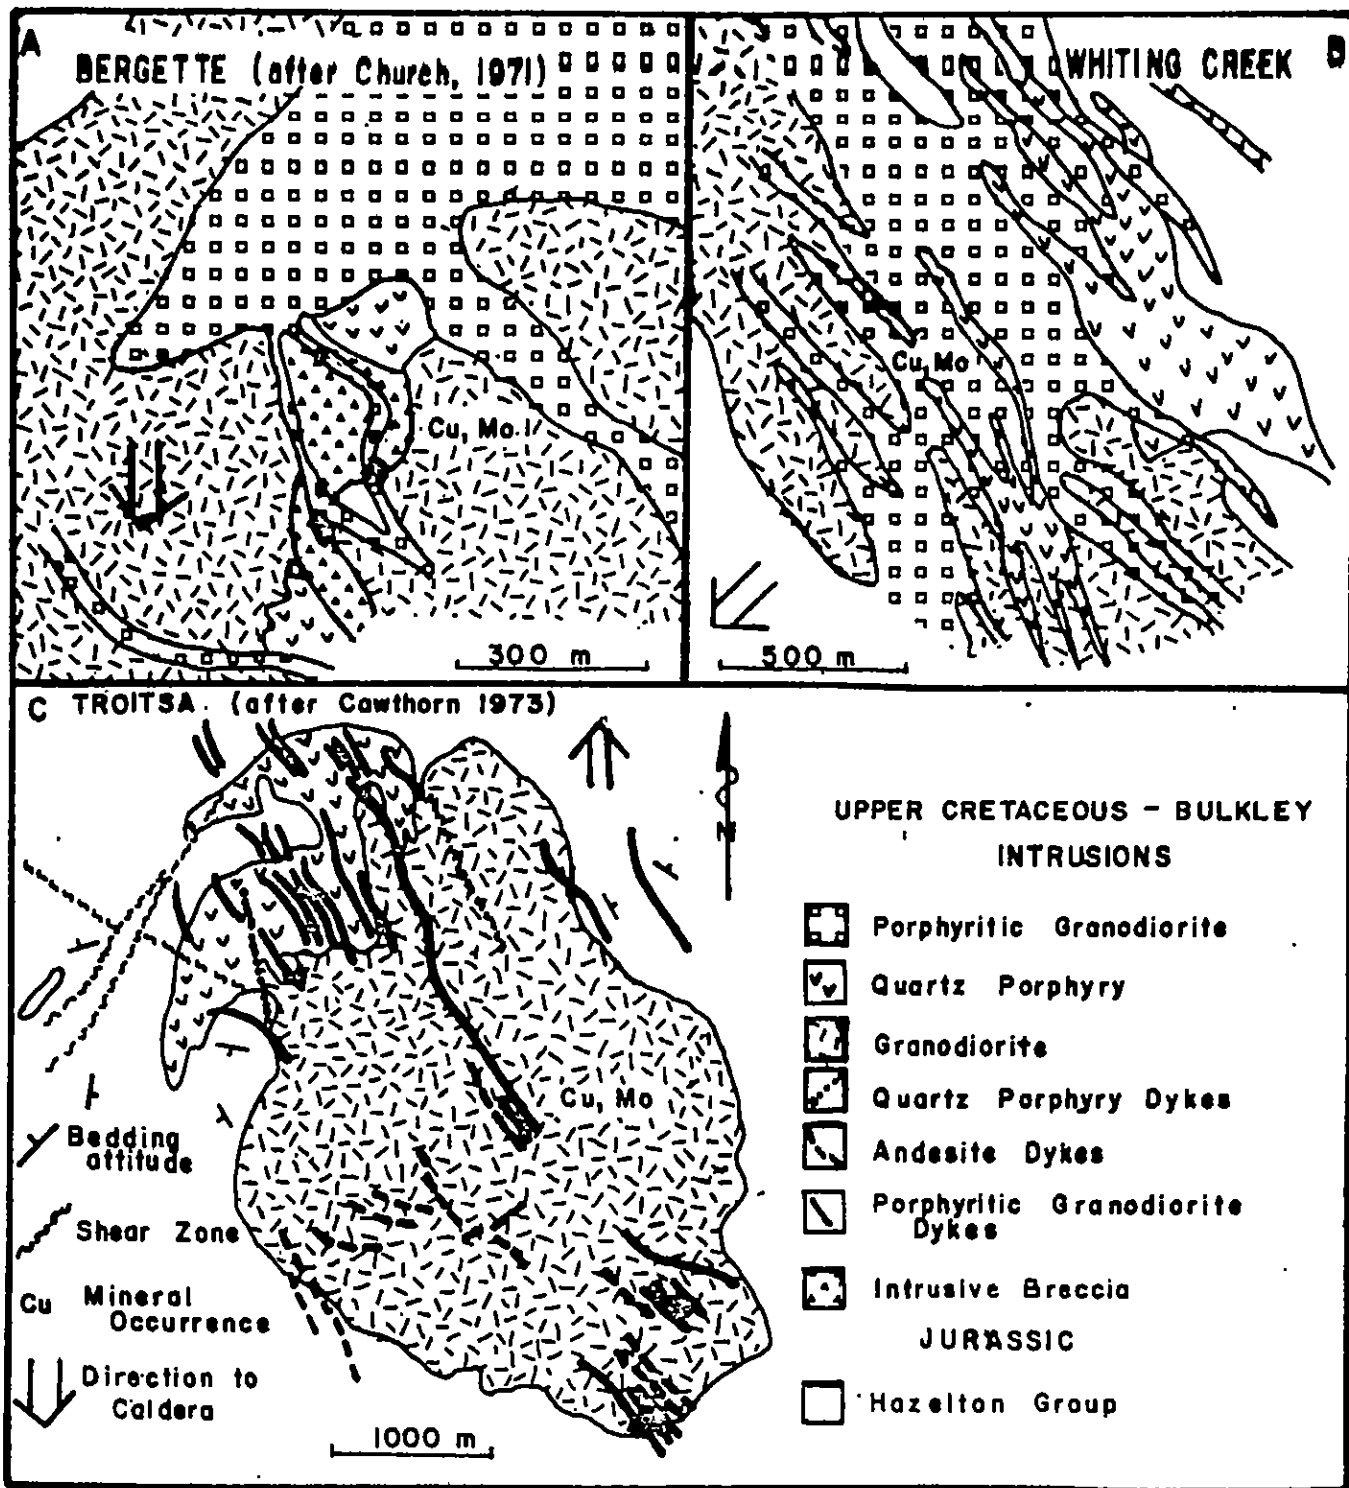 A
BERGETTE (after Church, 1971)
Cu, Mo
300 m
WHITING CREEK B
Cu, Mo
500 m
C TROITSA (after Cawthorn 1973)
N
Cu, Mo
Bedding
attitude
Shear Zone
Cu Mineral
Occurrence
Direction to
Caldera
1000 m
UPPER CRETACEOUS - BULKLEY
INTRUSIONS
Porphyritic Granodiorite
Quartz Porphyry
Granodiorite
Quartz Porphyry Dykes
Andesite Dykes
Porphyritic Granodiorite
Dykes
Intrusive Breccia
JURASSIC
Hazelton Group